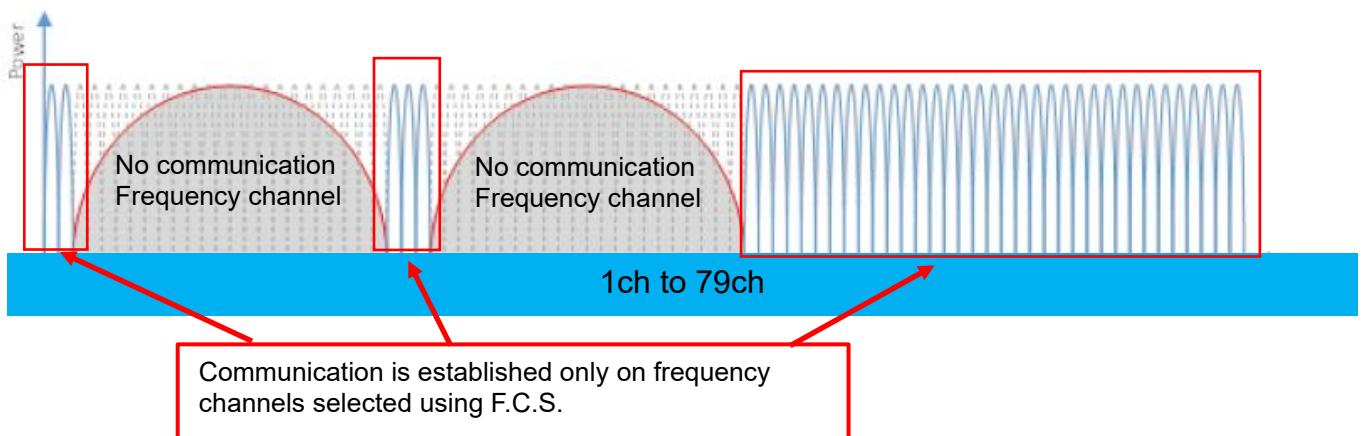 Power
No communication
Frequency channel
No communication
Frequency channel
1ch to 79ch
Communication is established only on frequency
channels selected using F.C.S.